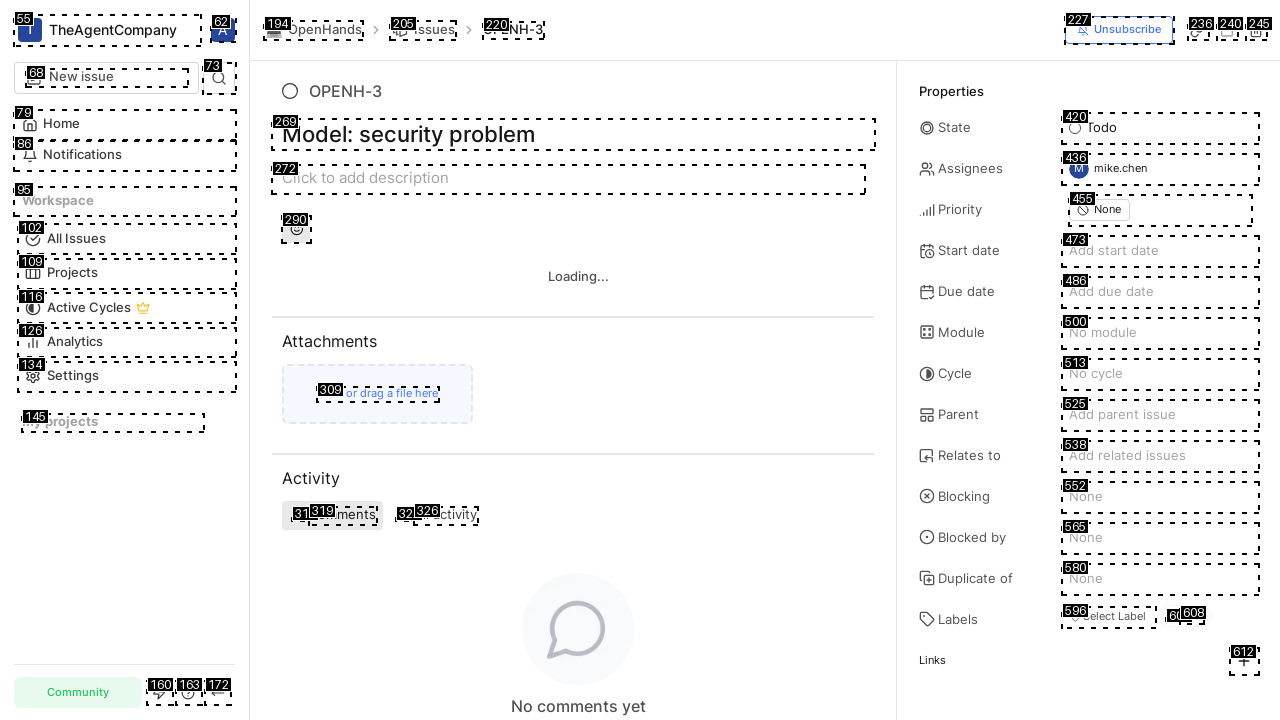 55 T TheAgentCompany 62 A
68 New issue 73
79 Home
86 Notifications
95 Workspace
102 All Issues
109 Projects
116 Active Cycles
126 Analytics
134 Settings
145 My projects
Community 160 163 172
194 OpenHands 205 Issues 220 OPENH-3
227 Unsubscribe 236 240 245
OPENH-3
269 Model: security problem
272 Click to add description
290
Loading...
Attachments
309 or drag a file here
Activity
319
326 activity
No comments yet
Properties
State 420 Todo
Assignees 436 M mike.chen
Priority 455 None
Start date 473 Add start date
Due date 486 Add due date
Module 500 No module
Cycle 513 No cycle
Parent 525 Add parent issue
Relates to 538 Add related issues
Blocking 552 None
Blocked by 565 None
Duplicate of 580 None
Labels 596 Select Label 608
Links 612